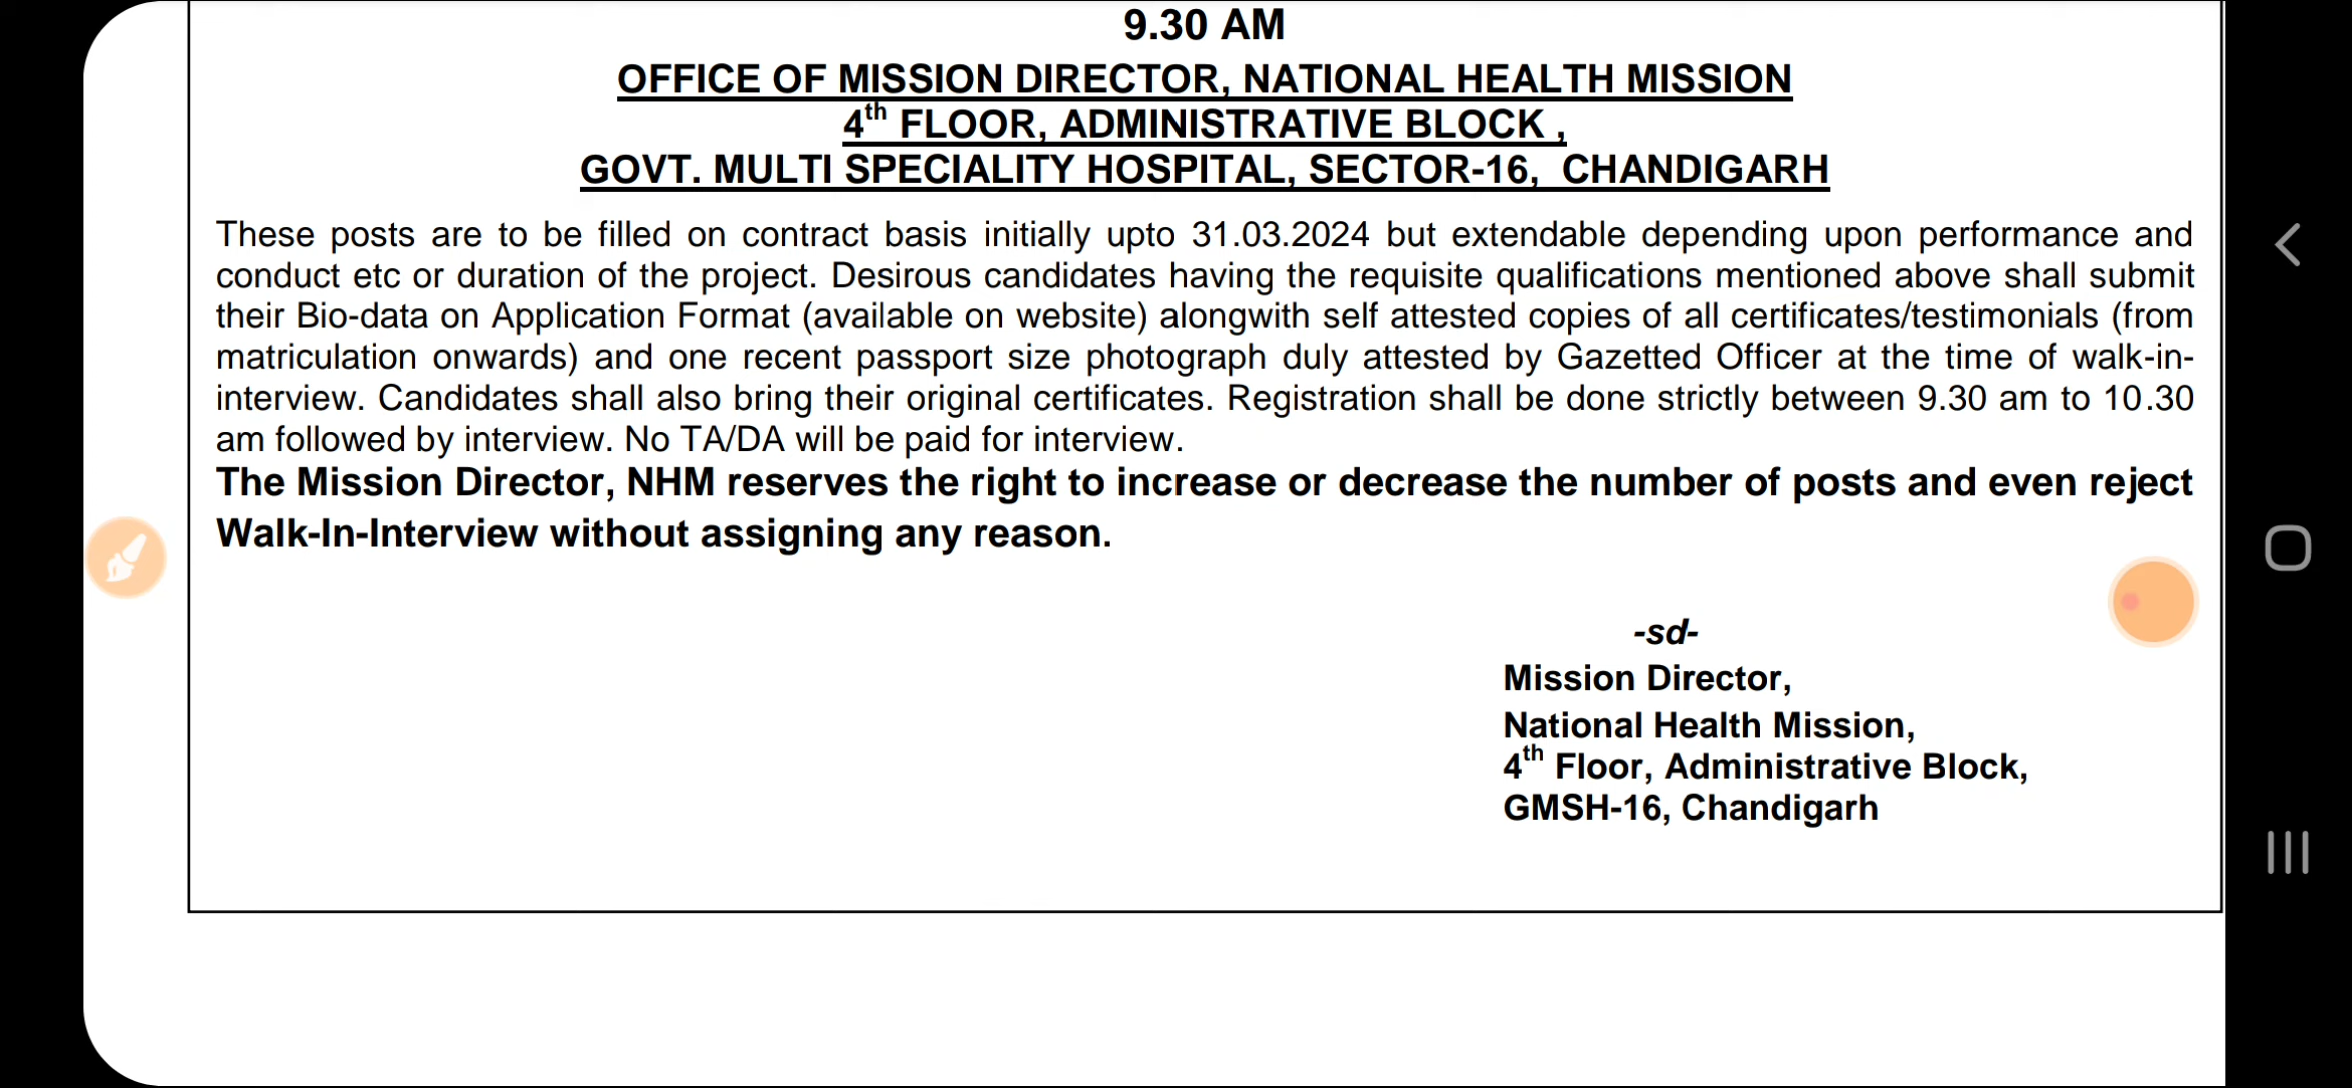 9.30 AM
OFFICE OF MISSION DIRECTOR, NATIONAL HEALTH MISSION
4th FLOOR, ADMINISTRATIVE BLOCK ,
GOVT. MULTI SPECIALITY HOSPITAL, SECTOR-16, CHANDIGARH
These posts are to be filled on contract basis initially upto 31.03.2024 but extendable depending upon performance and
conduct etc or duration of the project. Desirous candidates having the requisite qualifications mentioned above shall submit
their Bio-data on Application Format (available on website) alongwith self attested copies of all certificates/testimonials (from
matriculation onwards) and one recent passport size photograph duly attested by Gazetted Officer at the time of walk-in-
interview. Candidates shall also bring their original certificates. Registration shall be done strictly between 9.30 am to 10.30
am followed by interview. No TA/DA will be paid for interview.
The Mission Director, NHM reserves the right to increase or decrease the number of posts and even reject
Walk-In-Interview without assigning any reason.
-sd-
Mission Director,
National Health Mission,
4th Floor, Administrative Block,
GMSH-16, Chandigarh